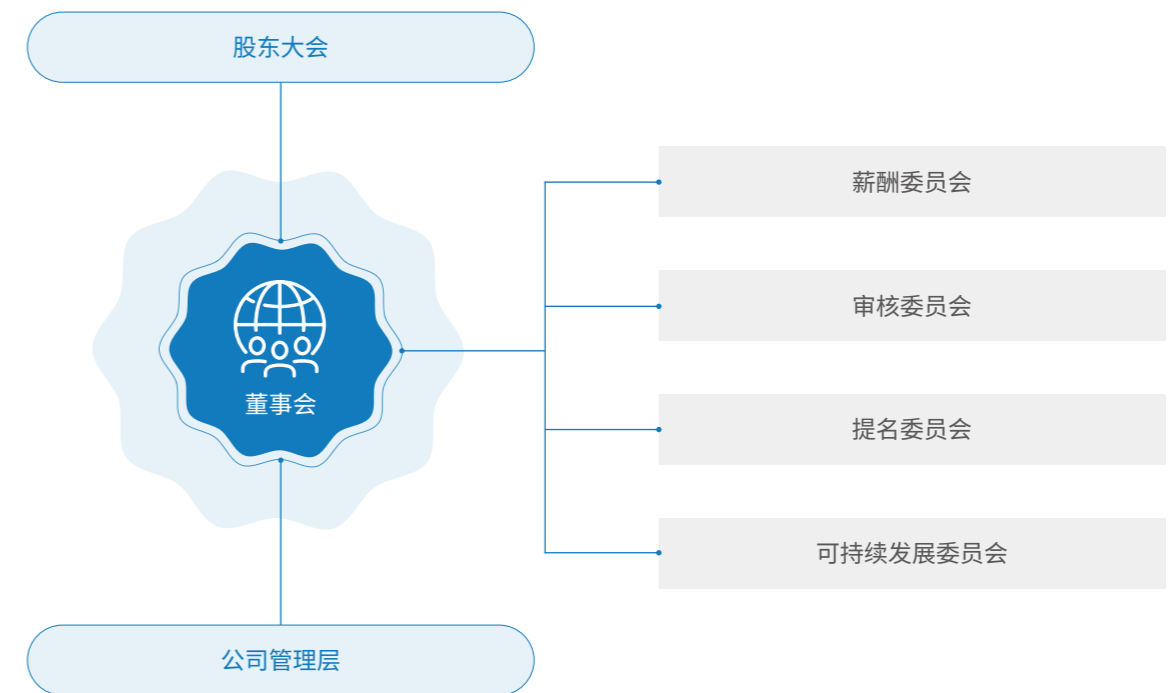 股东大会
董事会
薪酬委员会
审核委员会
提名委员会
可持续发展委员会
公司管理层